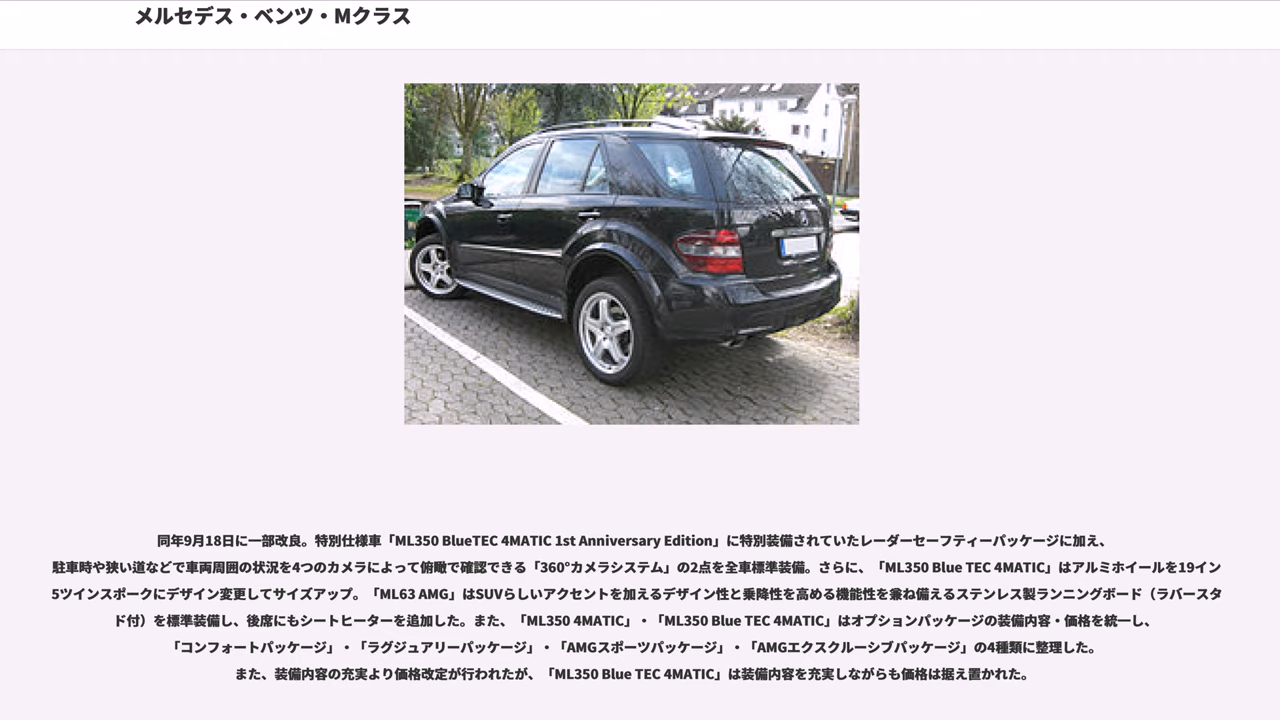 メルセデス・ベンツ・Mクラス
同年9月18日に一部改良。特別仕様車「ML350 BlueTEC 4MATIC 1st Anniversary Edition」に特別装備されていたレーダーセーフティーパッケージに加え、
駐車時や狭い道などで車両周囲の状況を4つのカメラによって俯瞰で確認できる「360°カメラシステム」の2点を全車標準装備。さらに、「ML350 Blue TEC 4MATIC」はアルミホイールを19イン
5ツインスポークにデザイン変更してサイズアップ。「ML63 AMG」はSUVらしいアクセントを加えるデザイン性と乗降性を高める機能性を兼ね備えるステンレス製ランニングボード（ラバースタ
ド付）を標準装備し、後席にもシートヒーターを追加した。また、「ML350 4MATIC」・「ML350 Blue TEC 4MATIC」はオプションパッケージの装備内容・価格を統一し、
「コンフォートパッケージ」・「ラグジュアリーパッケージ」・「AMGスポーツパッケージ」・「AMGエクスクルーシブパッケージ」の4種類に整理した。
また、装備内容の充実より価格改定が行われたが、「ML350 Blue TEC 4MATIC」は装備内容を充実しながらも価格は据え置かれた。